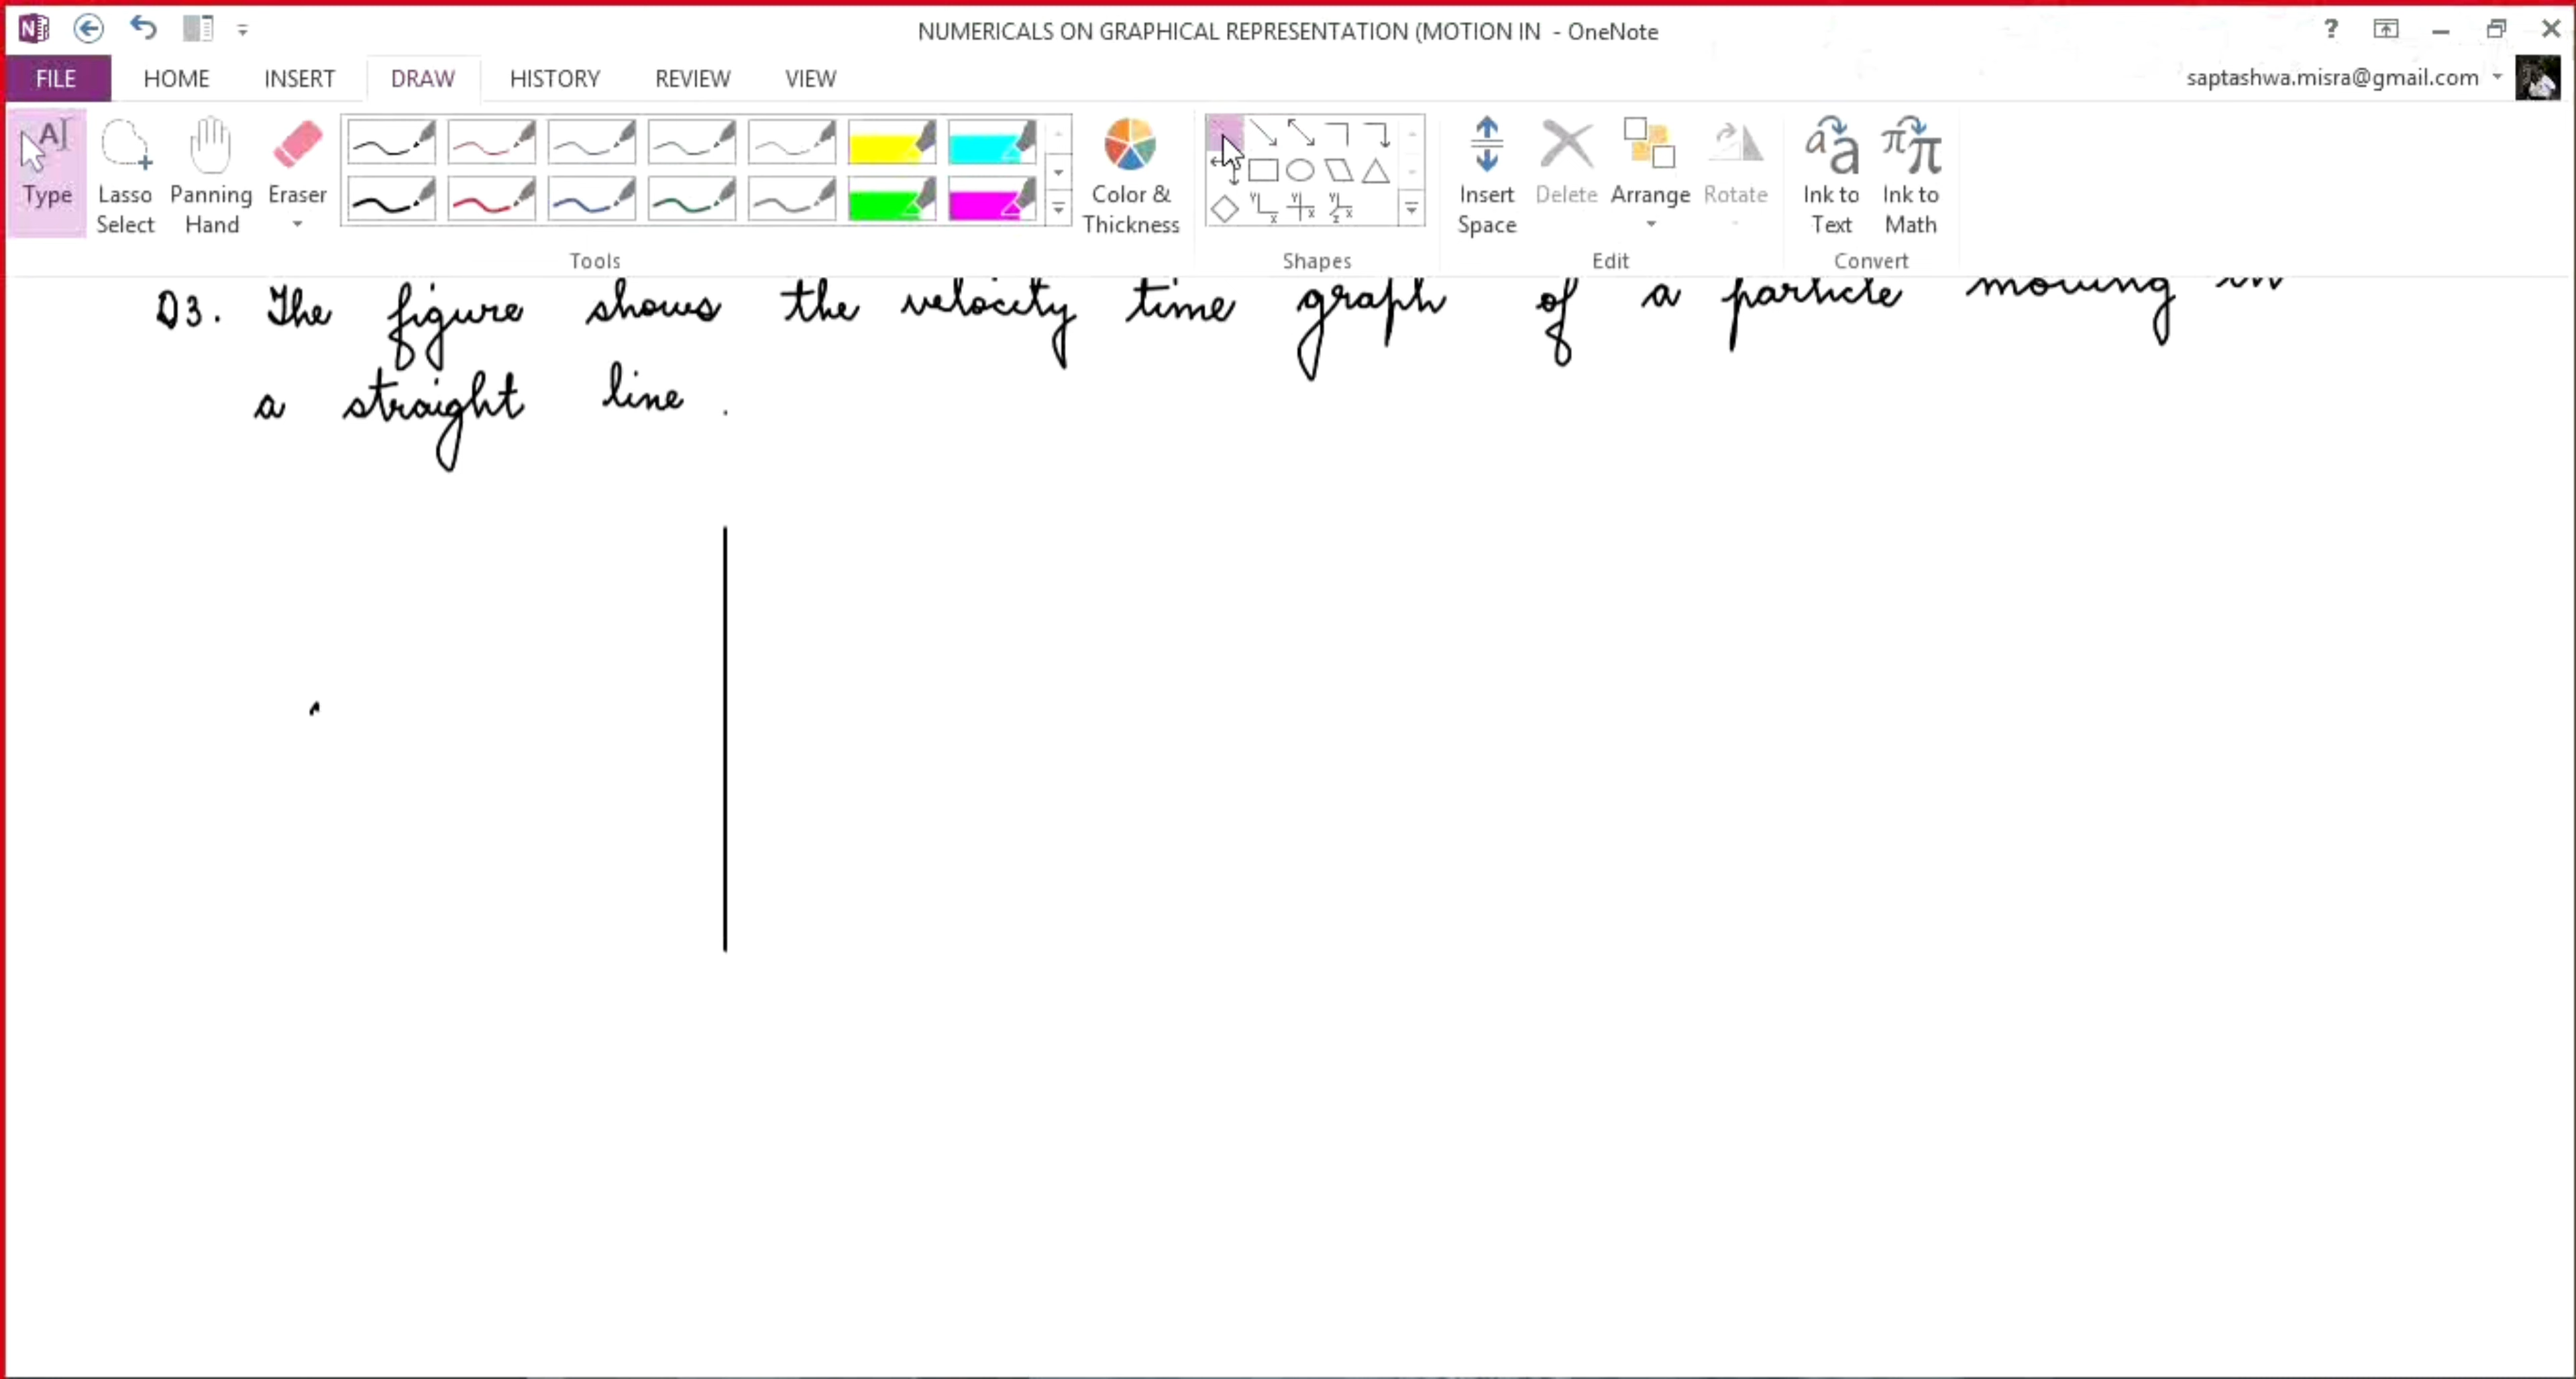 NUMERICALS ON GRAPHICAL REPRESENTATION (MOTION IN - OneNote
FILE HOME INSERT DRAW HISTORY REVIEW VIEW saptashwa.misra@gmail.com
Type Lasso Select Panning Hand Eraser Color & Thickness Insert Space Delete Arrange Rotate Ink to Text Ink to Math
Tools Shapes Edit Convert
Q3. The figure shows the velocity time graph of a particle moving in
a straight line .